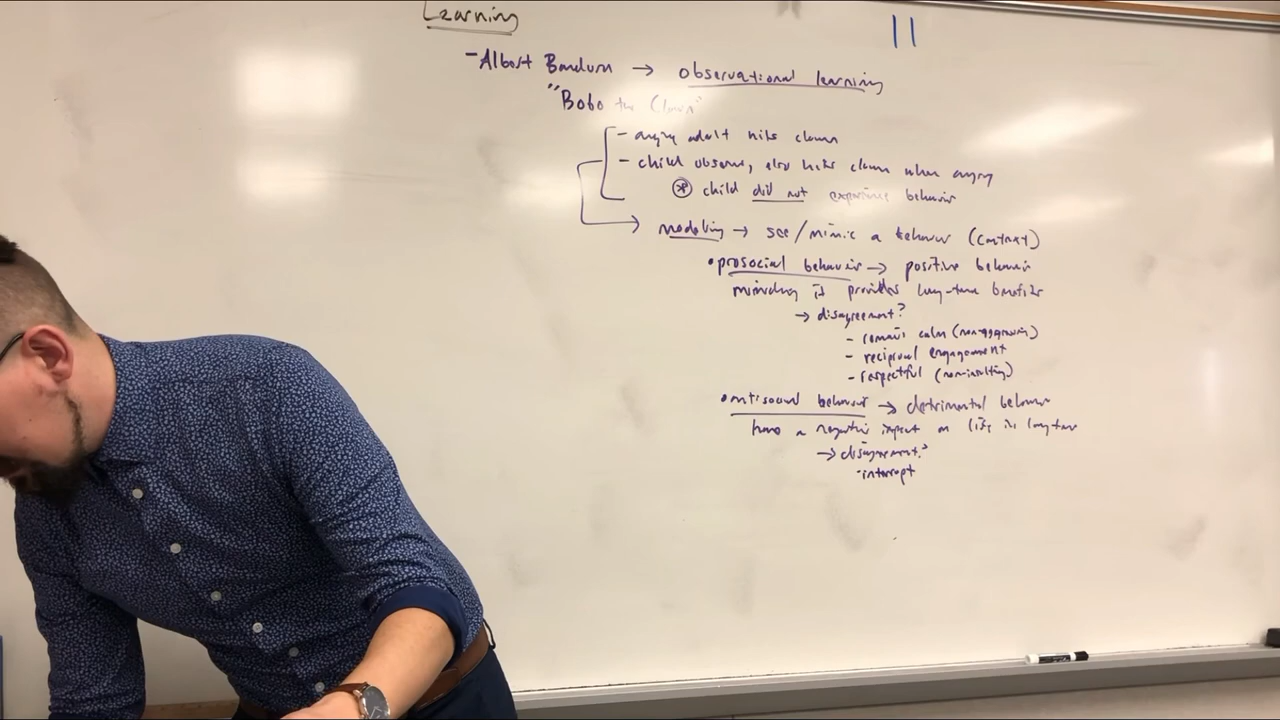 Learning
11
- Albert Bandura → observational learning
"Bobo the Clown"
- angry adult hits clown
- child observes, also hits clown when angry
* child did not experience behavior
modeling → see/mimic a behavior (context)
• prosocial behavior → positive behavior
mimicking it provides long-term benefits
→ disagreement?
- remain calm (non-aggressive)
- reciprocal engagement
- respectful (non-insulting)
• antisocial behavior → detrimental behavior
have a negative impact on life in long term
→ disagreement?
- interrupt